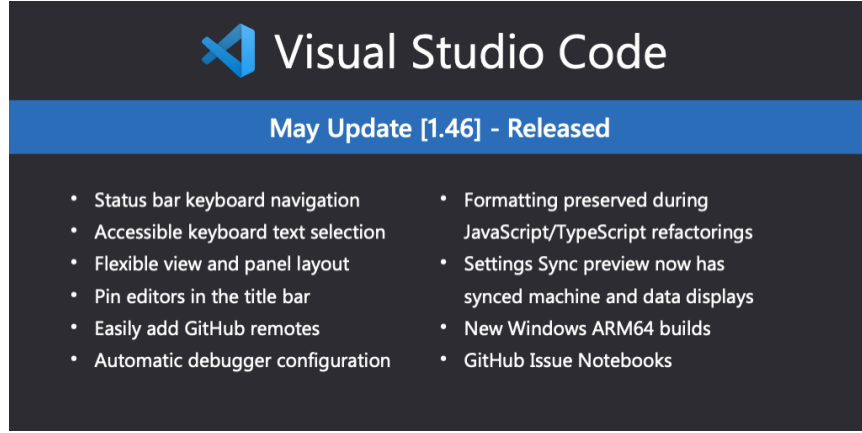 Visual Studio Code
May Update [1.46] - Released
• Status bar keyboard navigation
• Accessible keyboard text selection
• Flexible view and panel layout
• Pin editors in the title bar
• Easily add GitHub remotes
• Automatic debugger configuration
• Formatting preserved during
JavaScript/TypeScript refactorings
• Settings Sync preview now has
synced machine and data displays
• New Windows ARM64 builds
• GitHub Issue Notebooks